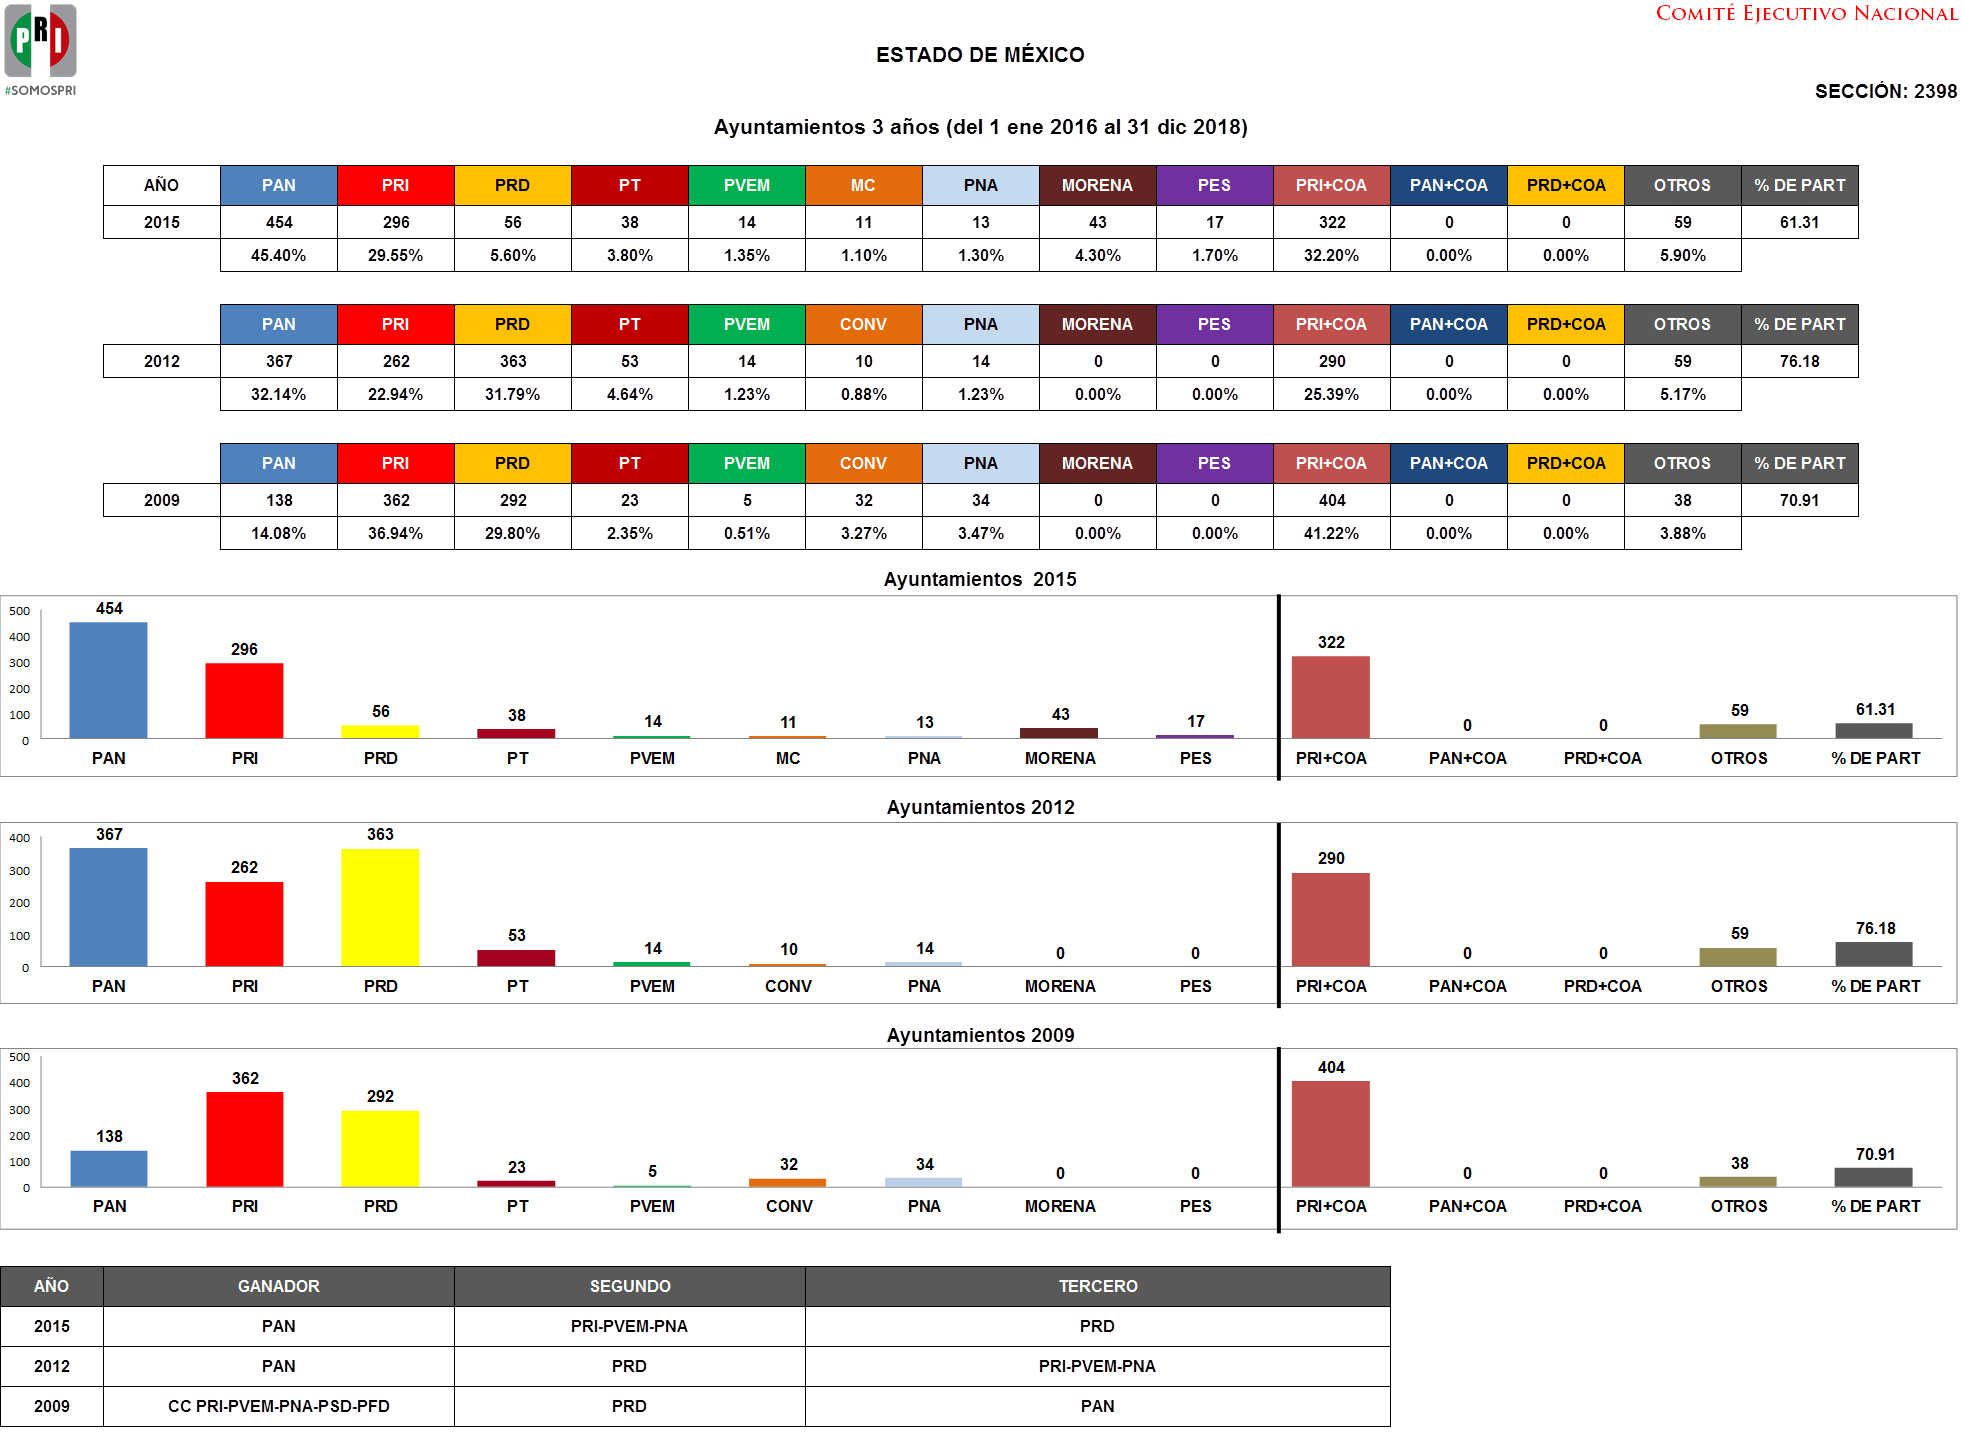 PRI
#SOMOSPRI
COMITÉ EJECUTIVO NACIONAL
ESTADO DE MÉXICO
SECCIÓN: 2398
Ayuntamientos 3 años (del 1 ene 2016 al 31 dic 2018)
AÑO PAN PRI PRD PT PVEM MC PNA MORENA PES PRI+COA PAN+COA PRD+COA OTROS % DE PART
2015 454 296 56 38 14 11 13 43 17 322 0 0 59 61.31
45.40% 29.55% 5.60% 3.80% 1.35% 1.10% 1.30% 4.30% 1.70% 32.20% 0.00% 0.00% 5.90%
PAN PRI PRD PT PVEM CONV PNA MORENA PES PRI+COA PAN+COA PRD+COA OTROS % DE PART
2012 367 262 363 53 14 10 14 0 0 290 0 0 59 76.18
32.14% 22.94% 31.79% 4.64% 1.23% 0.88% 1.23% 0.00% 0.00% 25.39% 0.00% 0.00% 5.17%
PAN PRI PRD PT PVEM CONV PNA MORENA PES PRI+COA PAN+COA PRD+COA OTROS % DE PART
2009 138 362 292 23 5 32 34 0 0 404 0 0 38 70.91
14.08% 36.94% 29.80% 2.35% 0.51% 3.27% 3.47% 0.00% 0.00% 41.22% 0.00% 0.00% 3.88%
Ayuntamientos 2015
500
400
300
200
100
0
454 296 56 38 14 11 13 43 17 322 0 0 59 61.31
PAN PRI PRD PT PVEM MC PNA MORENA PES PRI+COA PAN+COA PRD+COA OTROS % DE PART
Ayuntamientos 2012
400
300
200
100
0
367 262 363 53 14 10 14 0 0 290 0 0 59 76.18
PAN PRI PRD PT PVEM CONV PNA MORENA PES PRI+COA PAN+COA PRD+COA OTROS % DE PART
Ayuntamientos 2009
500
400
300
200
100
0
138 362 292 23 5 32 34 0 0 404 0 0 38 70.91
PAN PRI PRD PT PVEM CONV PNA MORENA PES PRI+COA PAN+COA PRD+COA OTROS % DE PART
AÑO GANADOR SEGUNDO TERCERO
2015 PAN PRI-PVEM-PNA PRD
2012 PAN PRD PRI-PVEM-PNA
2009 CC PRI-PVEM-PNA-PSD-PFD PRD PAN